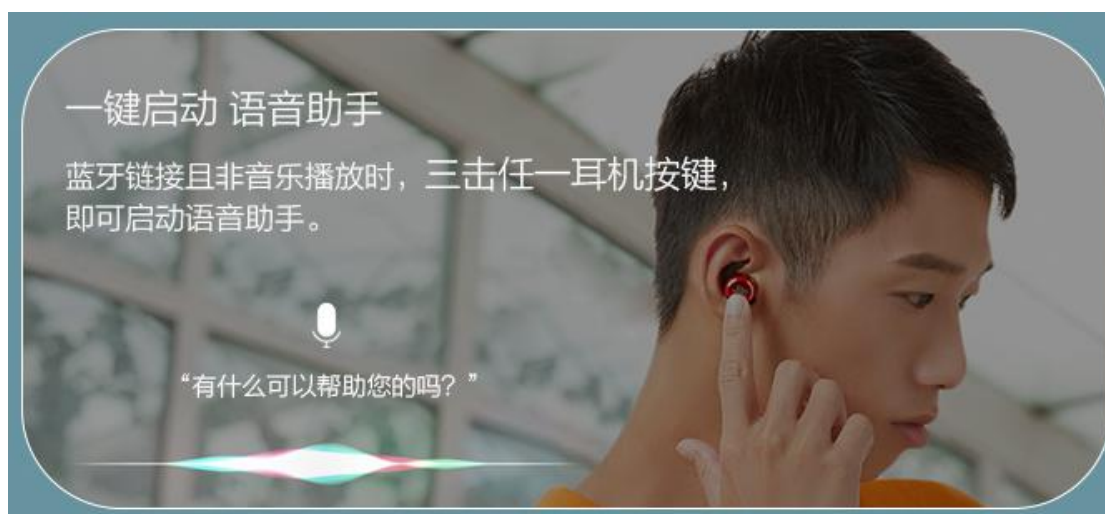 一键启动 语音助手
蓝牙链接且非音乐播放时，三击任一耳机按键，
即可启动语音助手。
“有什么可以帮助您的吗？”